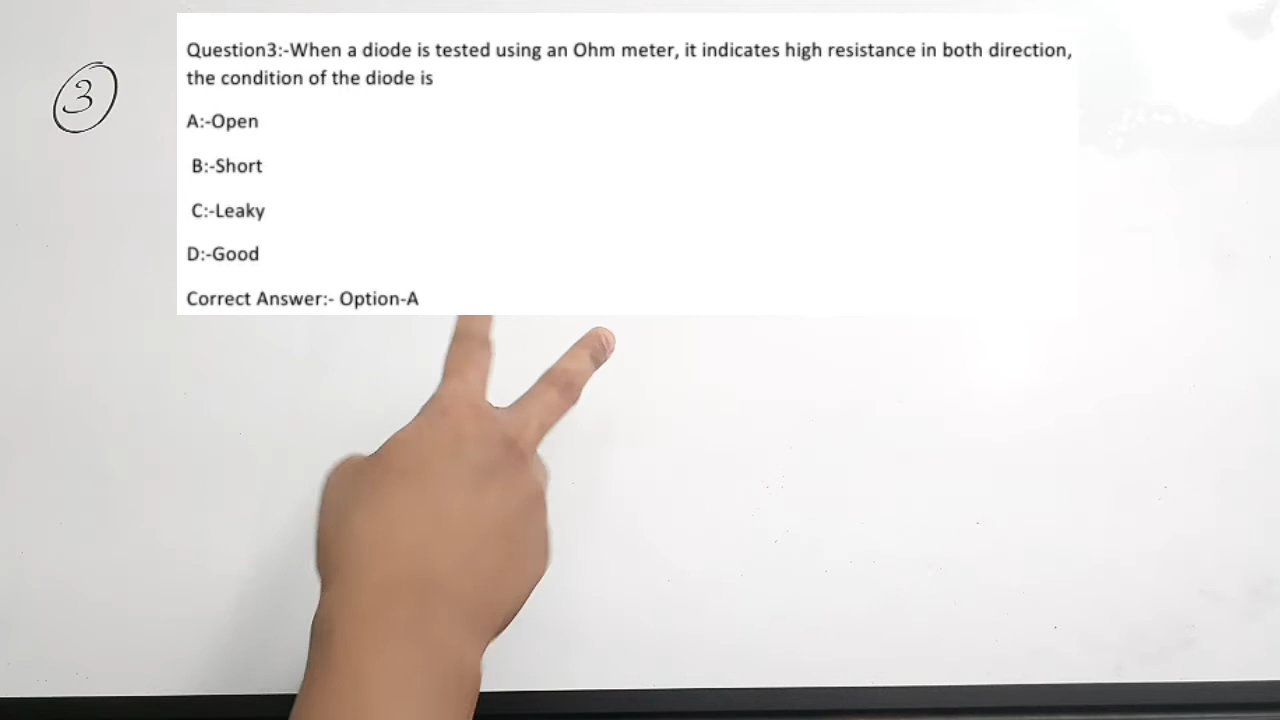 3
Question3:-When a diode is tested using an Ohm meter, it indicates high resistance in both direction,
the condition of the diode is
A:-Open
B:-Short
C:-Leaky
D:-Good
Correct Answer:- Option-A